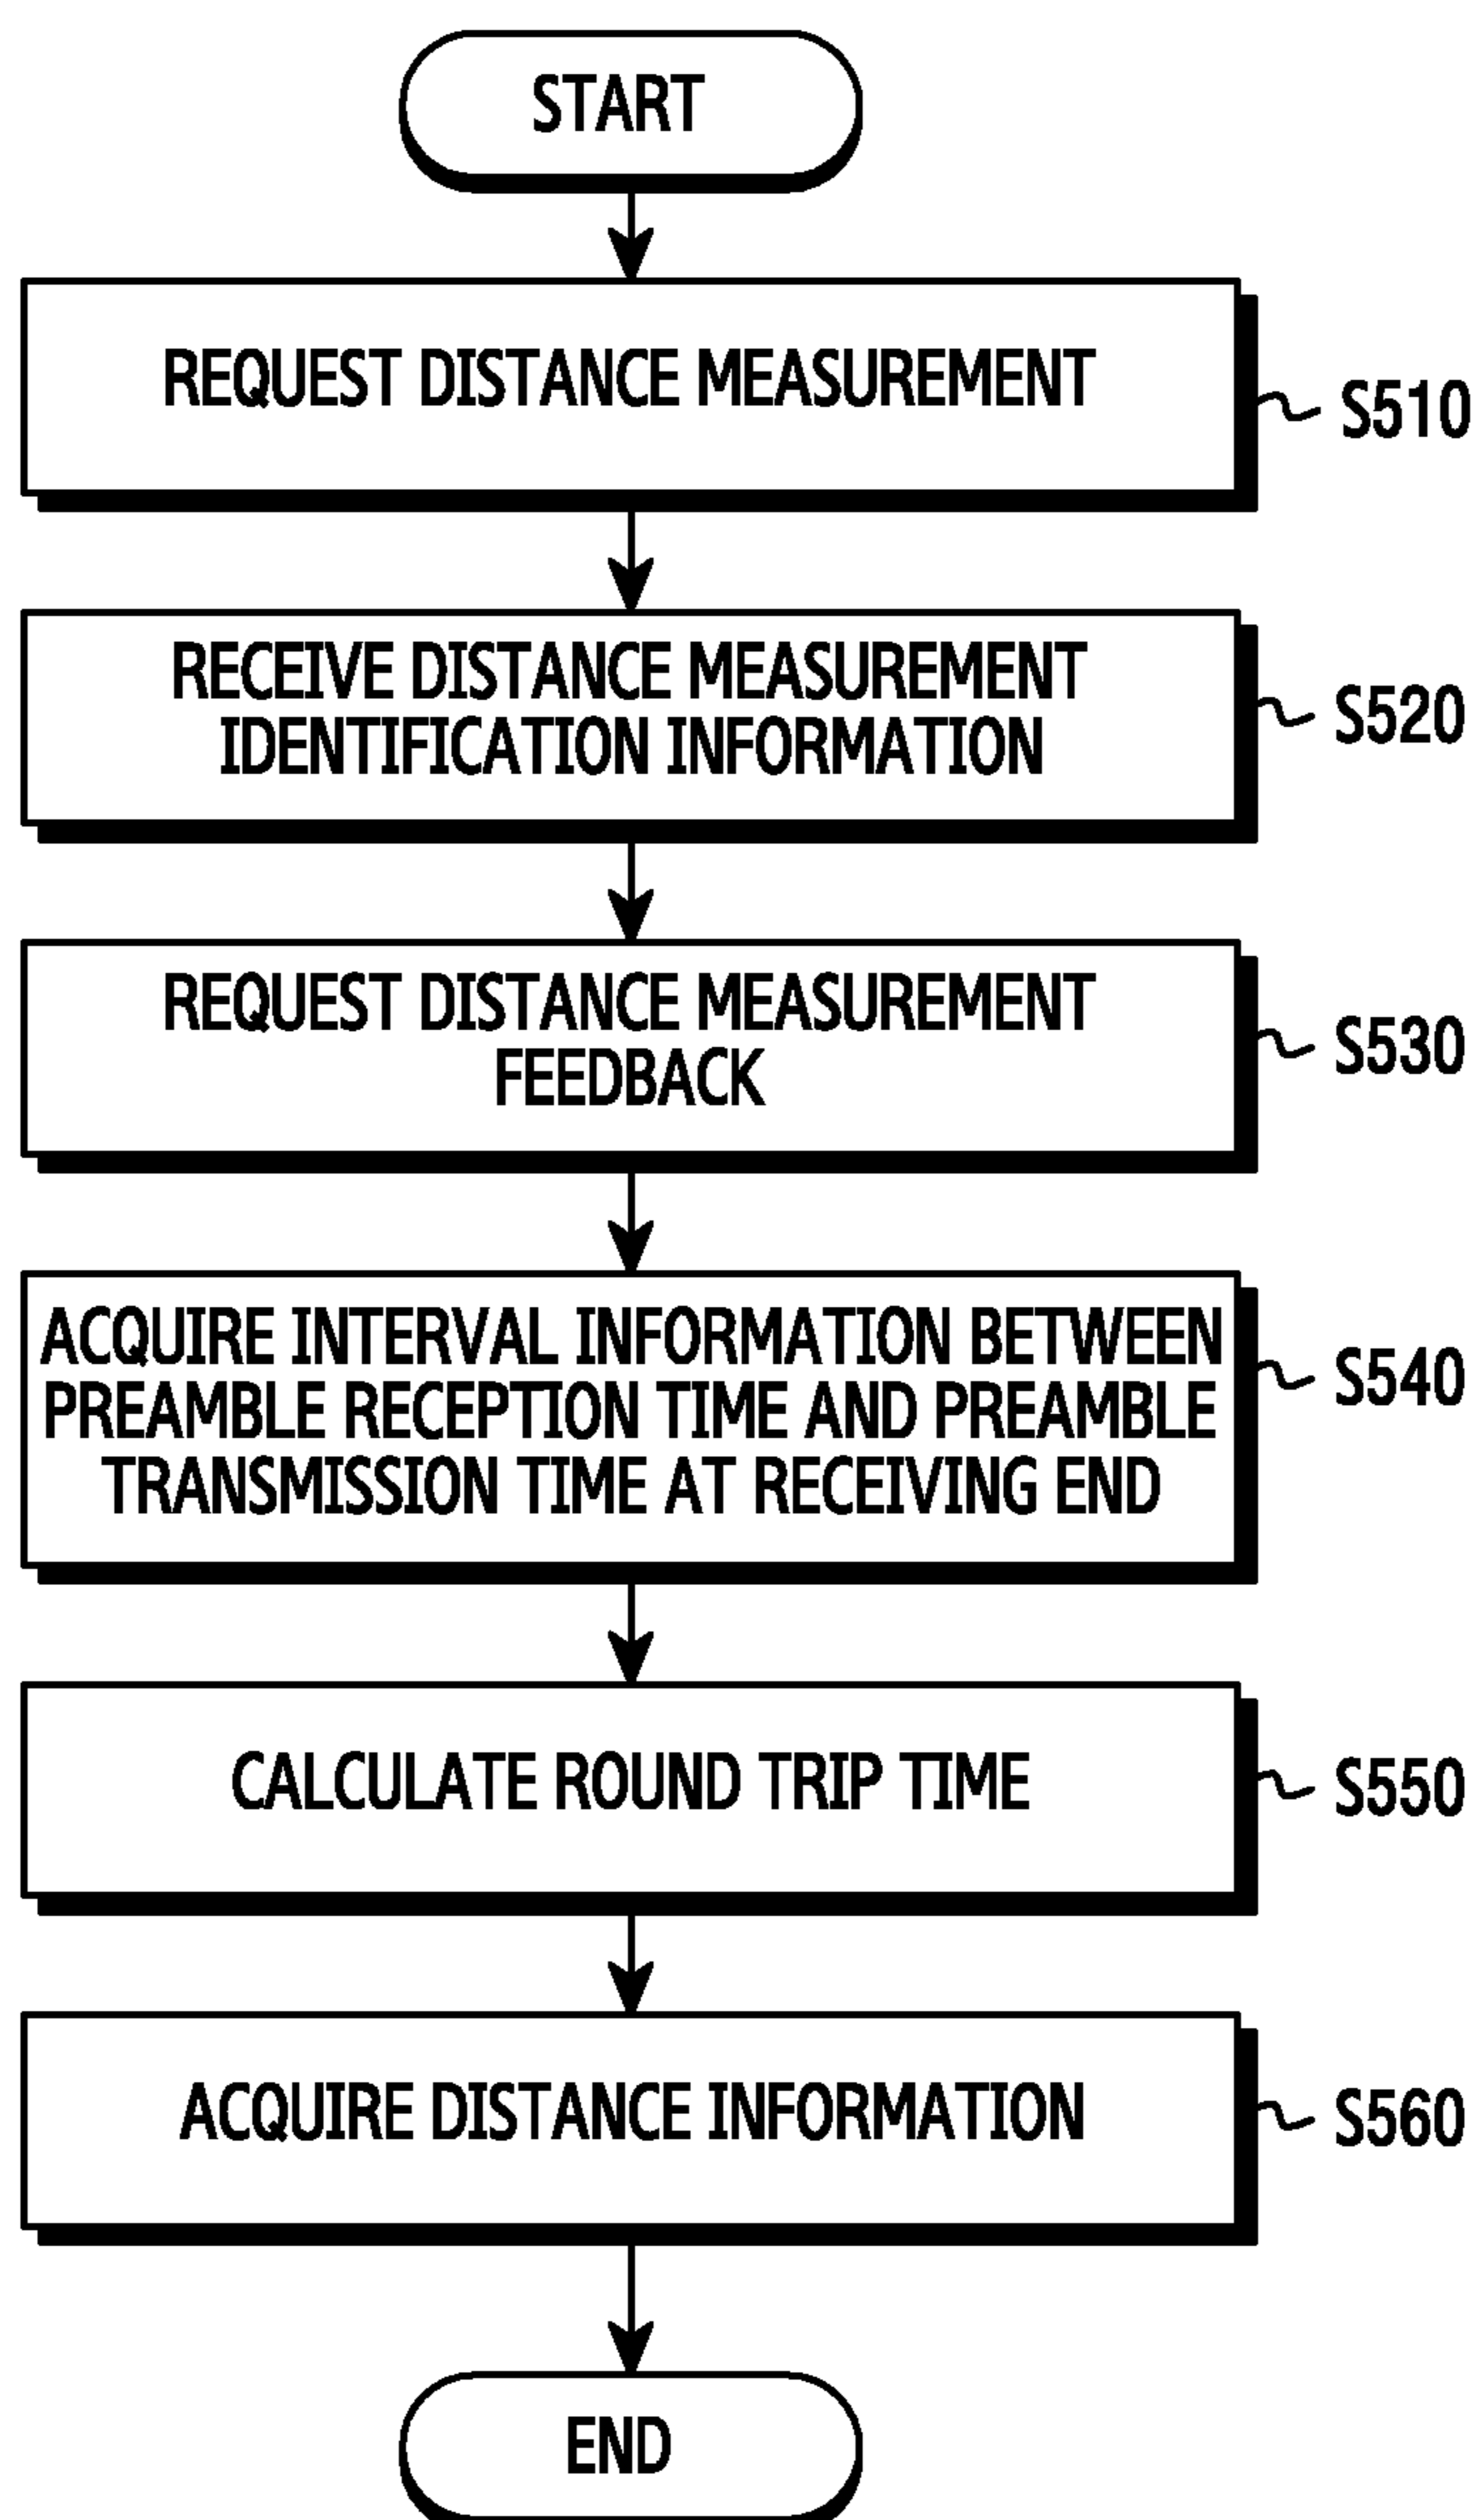 START
REQUEST DISTANCE MEASUREMENT
S510
RECEIVE DISTANCE MEASUREMENT
IDENTIFICATION INFORMATION
S520
REQUEST DISTANCE MEASUREMENT
FEEDBACK
S530
ACQUIRE INTERVAL INFORMATION BETWEEN
PREAMBLE RECEPTION TIME AND PREAMBLE
TRANSMISSION TIME AT RECEIVING END
S540
CALCULATE ROUND TRIP TIME
S550
ACQUIRE DISTANCE INFORMATION
S560
END